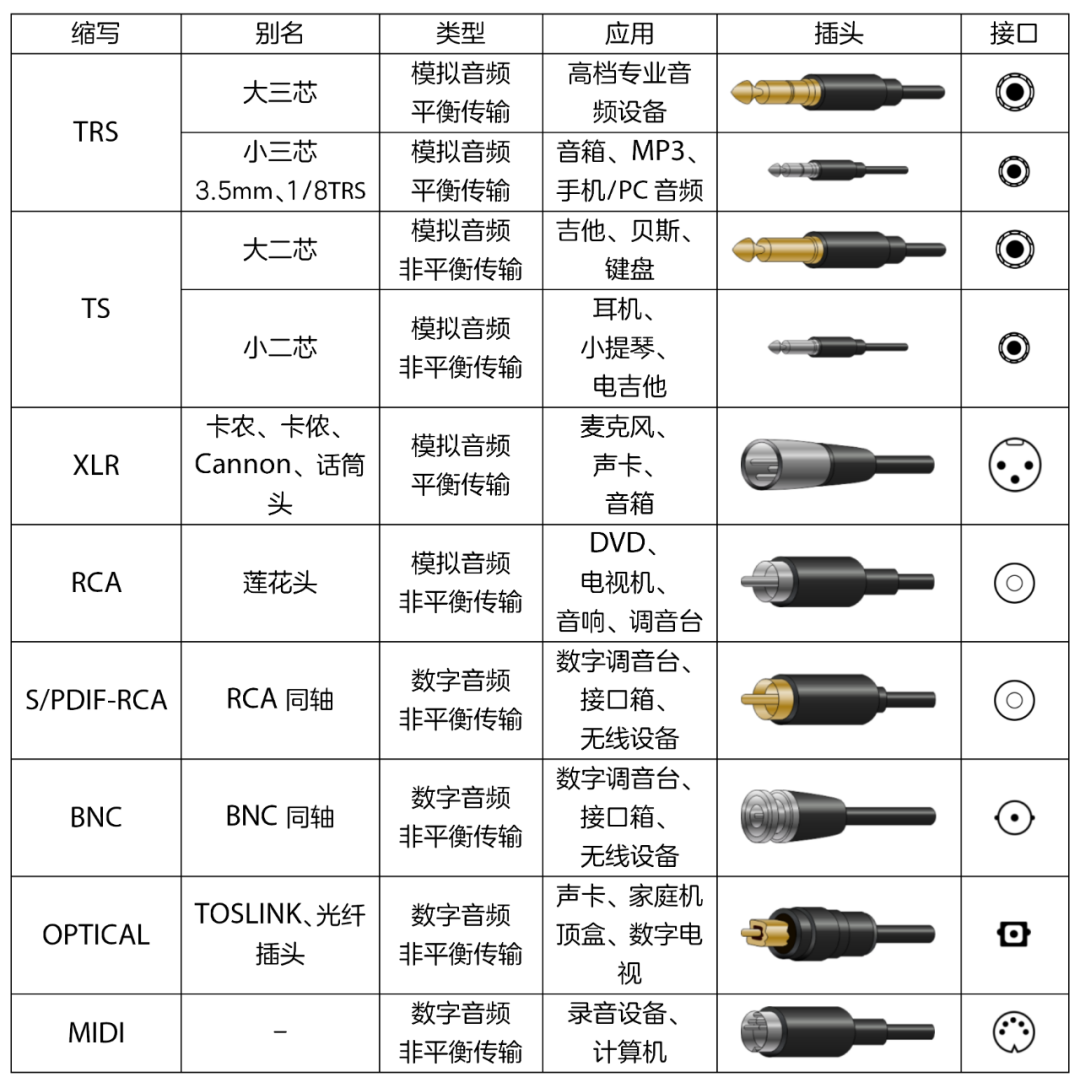 缩写 别名 类型 应用 插头 接口
TRS
大三芯
模拟音频
平衡传输
高档专业音
频设备
小三芯
3.5mm、1/8TRS
模拟音频
平衡传输
音箱、MP3、
手机/PC 音频
TS
大二芯
模拟音频
非平衡传输
吉他、贝斯、
键盘
小二芯
模拟音频
非平衡传输
耳机、
小提琴、
电吉他
XLR
卡农、卡侬、
Cannon、话筒
头
模拟音频
平衡传输
麦克风、
声卡、
音箱
RCA
莲花头
模拟音频
非平衡传输
DVD、
电视机、
音响、调音台
S/PDIF-RCA
RCA 同轴
数字音频
非平衡传输
数字调音台、
接口箱、
无线设备
BNC
BNC 同轴
数字音频
非平衡传输
数字调音台、
接口箱、
无线设备
OPTICAL
TOSLINK、光纤
插头
数字音频
非平衡传输
声卡、家庭机
顶盒、数字电
视
MIDI
–
数字音频
非平衡传输
录音设备、
计算机